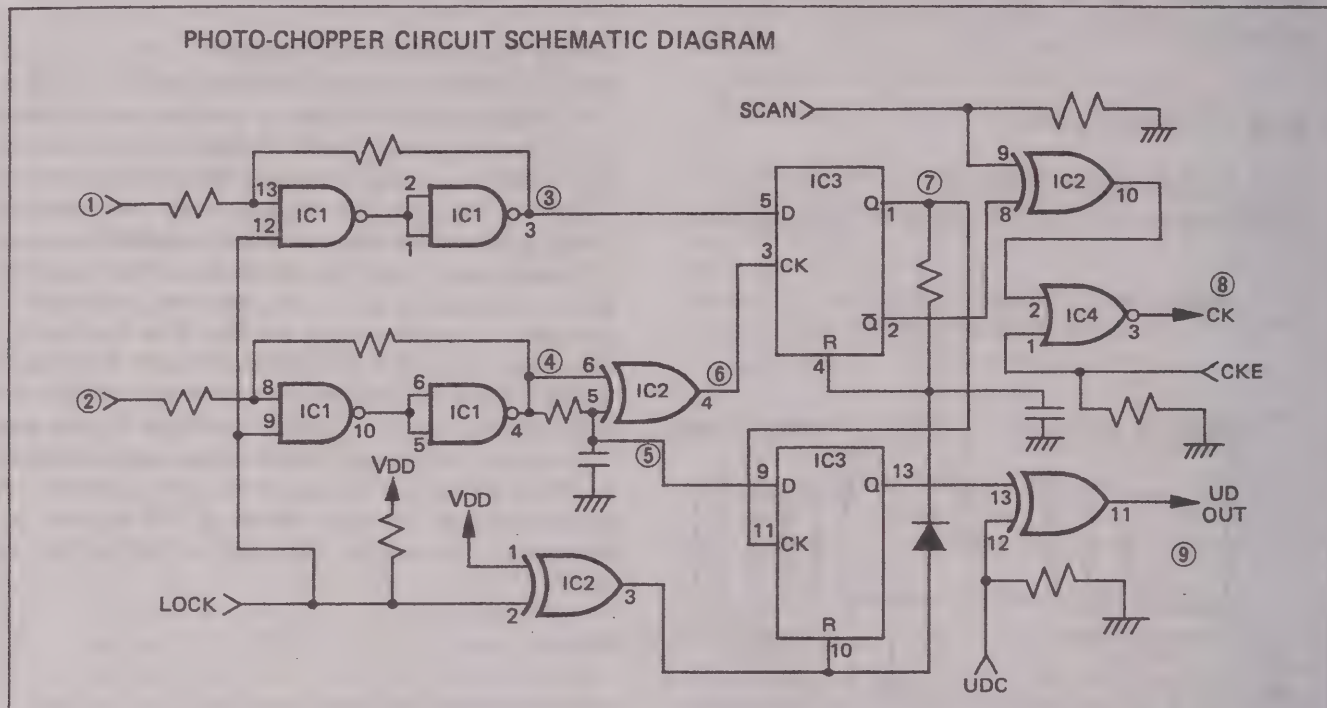 PHOTO-CHOPPER CIRCUIT SCHEMATIC DIAGRAM
SCAN
① 13 12 IC1 2 1 IC1 3 ③
5 D IC3 Q 1 ⑦
3 CK
Q̅ 2
R 4
9 8 IC2 10
2 1 IC4 3 ⑧ CK
CKE
② 8 9 IC1 10 6 5 IC1 4 ④
6 5 IC2 4 ⑥
⑤
VDD
VDD
LOCK
1 2 IC2 3
9 D IC3 Q 13
11 CK
R
10
13 12 11 UD
OUT
⑨
UDC